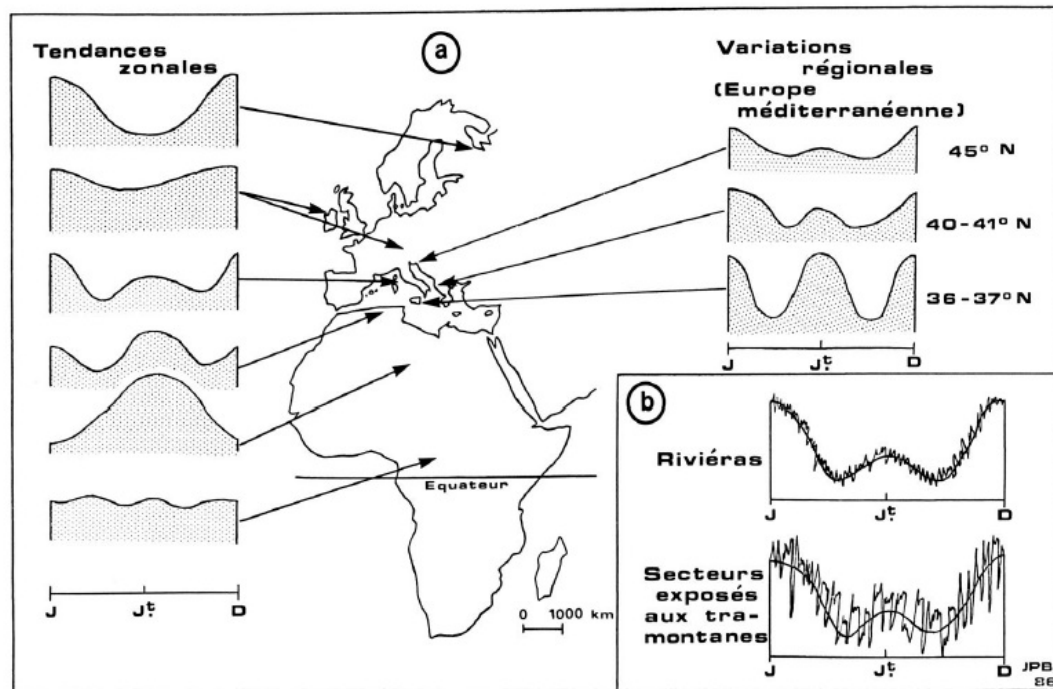 Tendances
zonales
a
Variations
régionales
(Europe
méditerranéenne)
45° N
40-41° N
36-37° N
J Jt. D
Equateur
0 1000 km
J Jt. D
b
Riviéras
J Jt. D
Secteurs
exposés
aux tra-
montanes
J Jt. D
JPB
86